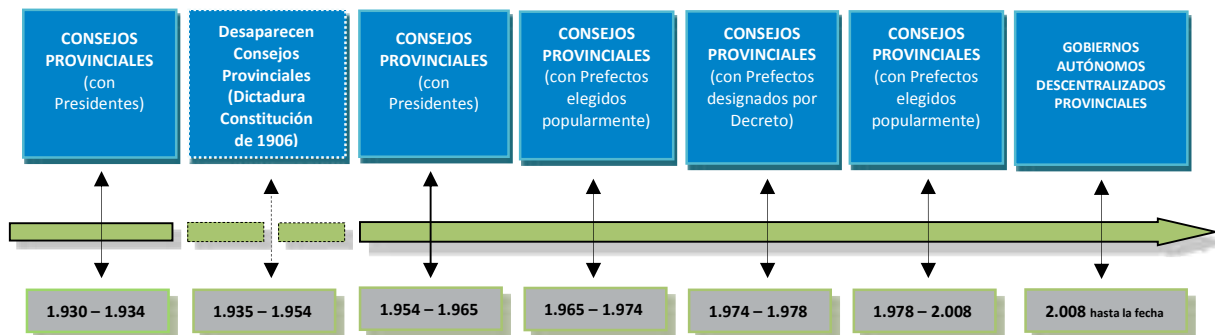 CONSEJOS
PROVINCIALES
(con
Presidentes)
Desaparecen
Consejos
Provinciales
(Dictadura
Constitución
de 1906)
CONSEJOS
PROVINCIALES
(con
Presidentes)
CONSEJOS
PROVINCIALES
(con Prefectos
elegidos
popularmente)
CONSEJOS
PROVINCIALES
(con Prefectos
designados por
Decreto)
CONSEJOS
PROVINCIALES
(con Prefectos
elegidos
popularmente)
GOBIERNOS
AUTÓNOMOS
DESCENTRALIZADOS
PROVINCIALES
1.930 – 1.934
1.935 – 1.954
1.954 – 1.965
1.965 – 1.974
1.974 – 1.978
1.978 – 2.008
2.008 hasta la fecha